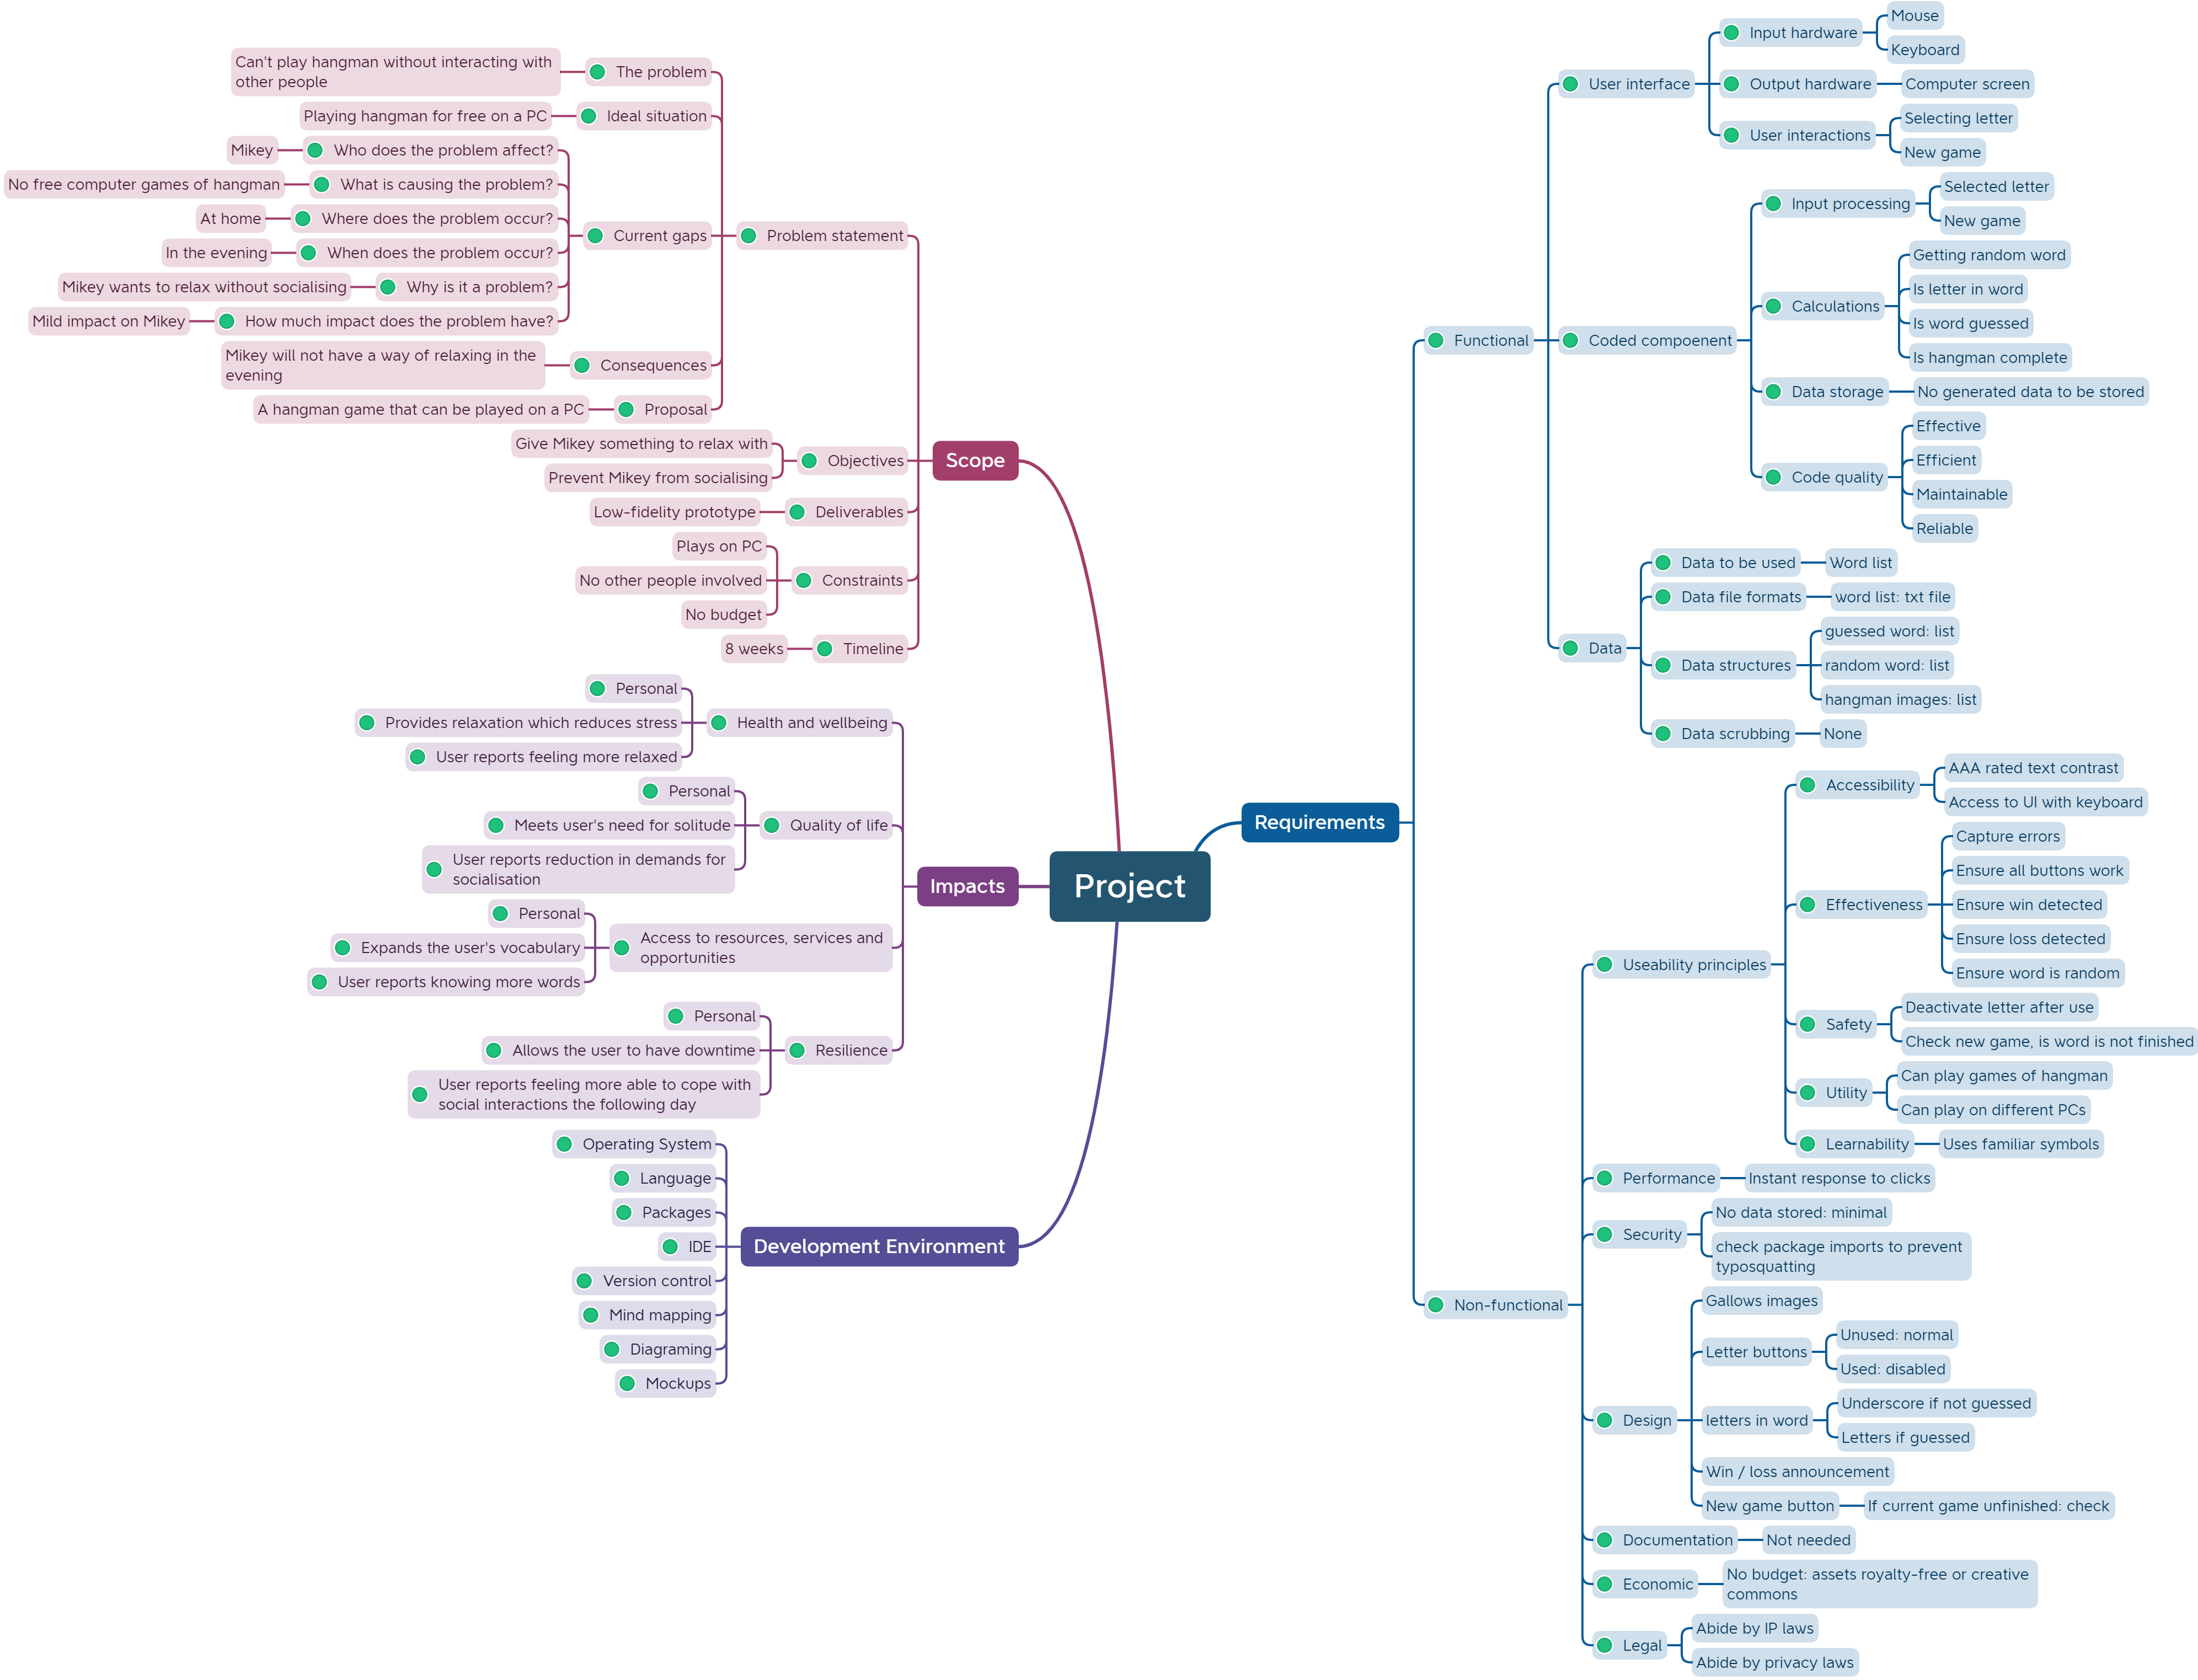 Project
Scope
Problem statement
The problem
Can't play hangman without interacting with
other people
Ideal situation
Playing hangman for free on a PC
Current gaps
Who does the problem affect?
Mikey
What is causing the problem?
No free computer games of hangman
Where does the problem occur?
At home
When does the problem occur?
In the evening
Why is it a problem?
Mikey wants to relax without socialising
How much impact does the problem have?
Mild impact on Mikey
Consequences
Mikey will not have a way of relaxing in the
evening
Proposal
A hangman game that can be played on a PC
Objectives
Give Mikey something to relax with
Prevent Mikey from socialising
Deliverables
Low-fidelity prototype
Constraints
Plays on PC
No other people involved
No budget
Timeline
8 weeks
Impacts
Health and wellbeing
Personal
Provides relaxation which reduces stress
User reports feeling more relaxed
Quality of life
Personal
Meets user's need for solitude
User reports reduction in demands for
socialisation
Access to resources, services and
opportunities
Personal
Expands the user's vocabulary
User reports knowing more words
Resilience
Personal
Allows the user to have downtime
User reports feeling more able to cope with
social interactions the following day
Development Environment
Operating System
Language
Packages
IDE
Version control
Mind mapping
Diagraming
Mockups
Requirements
Functional
User interface
Input hardware
Mouse
Keyboard
Output hardware
Computer screen
User interactions
Selecting letter
New game
Coded compoenent
Input processing
Selected letter
New game
Calculations
Getting random word
Is letter in word
Is word guessed
Is hangman complete
Data storage
No generated data to be stored
Code quality
Effective
Efficient
Maintainable
Reliable
Data
Data to be used
Word list
Data file formats
word list: txt file
Data structures
guessed word: list
random word: list
hangman images: list
Data scrubbing
None
Non-functional
Useability principles
Accessibility
AAA rated text contrast
Access to UI with keyboard
Effectiveness
Capture errors
Ensure all buttons work
Ensure win detected
Ensure loss detected
Ensure word is random
Safety
Deactivate letter after use
Check new game, is word is not finished
Utility
Can play games of hangman
Can play on different PCs
Learnability
Uses familiar symbols
Performance
Instant response to clicks
Security
No data stored: minimal
check package imports to prevent
typosquatting
Design
Gallows images
Letter buttons
Unused: normal
Used: disabled
letters in word
Underscore if not guessed
Letters if guessed
Win / loss announcement
New game button
If current game unfinished: check
Documentation
Not needed
Economic
No budget: assets royalty-free or creative
commons
Legal
Abide by IP laws
Abide by privacy laws